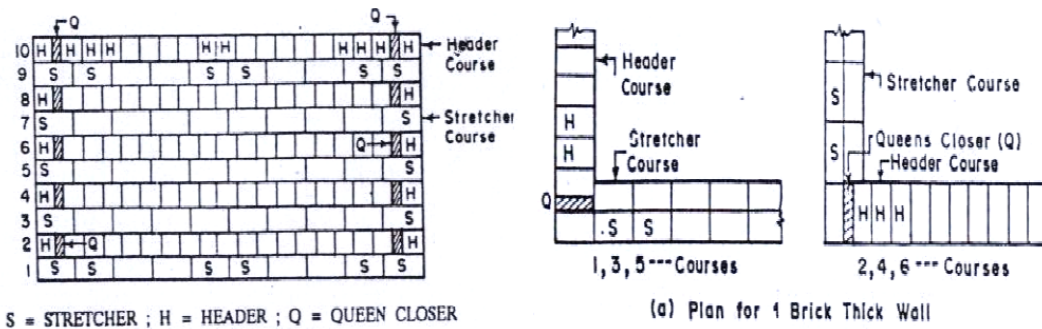 Q Q
10 H H H H H H H H H H Header Course
9 S S S S S S
8 H H
7 S S Stretcher Course
6 H Q H
5 S S
4 H H
3 S S
2 H Q H
1 S S S S S S
S = STRETCHER ; H = HEADER ; Q = QUEEN CLOSER
Header
Course
H
H
Stretcher
Course
Q
S S
1, 3, 5 --- Courses
S
Stretcher Course
S
Queens Closer (Q)
Header Course
H H H
2, 4, 6 --- Courses
(a) Plan for 1 Brick Thick Wall